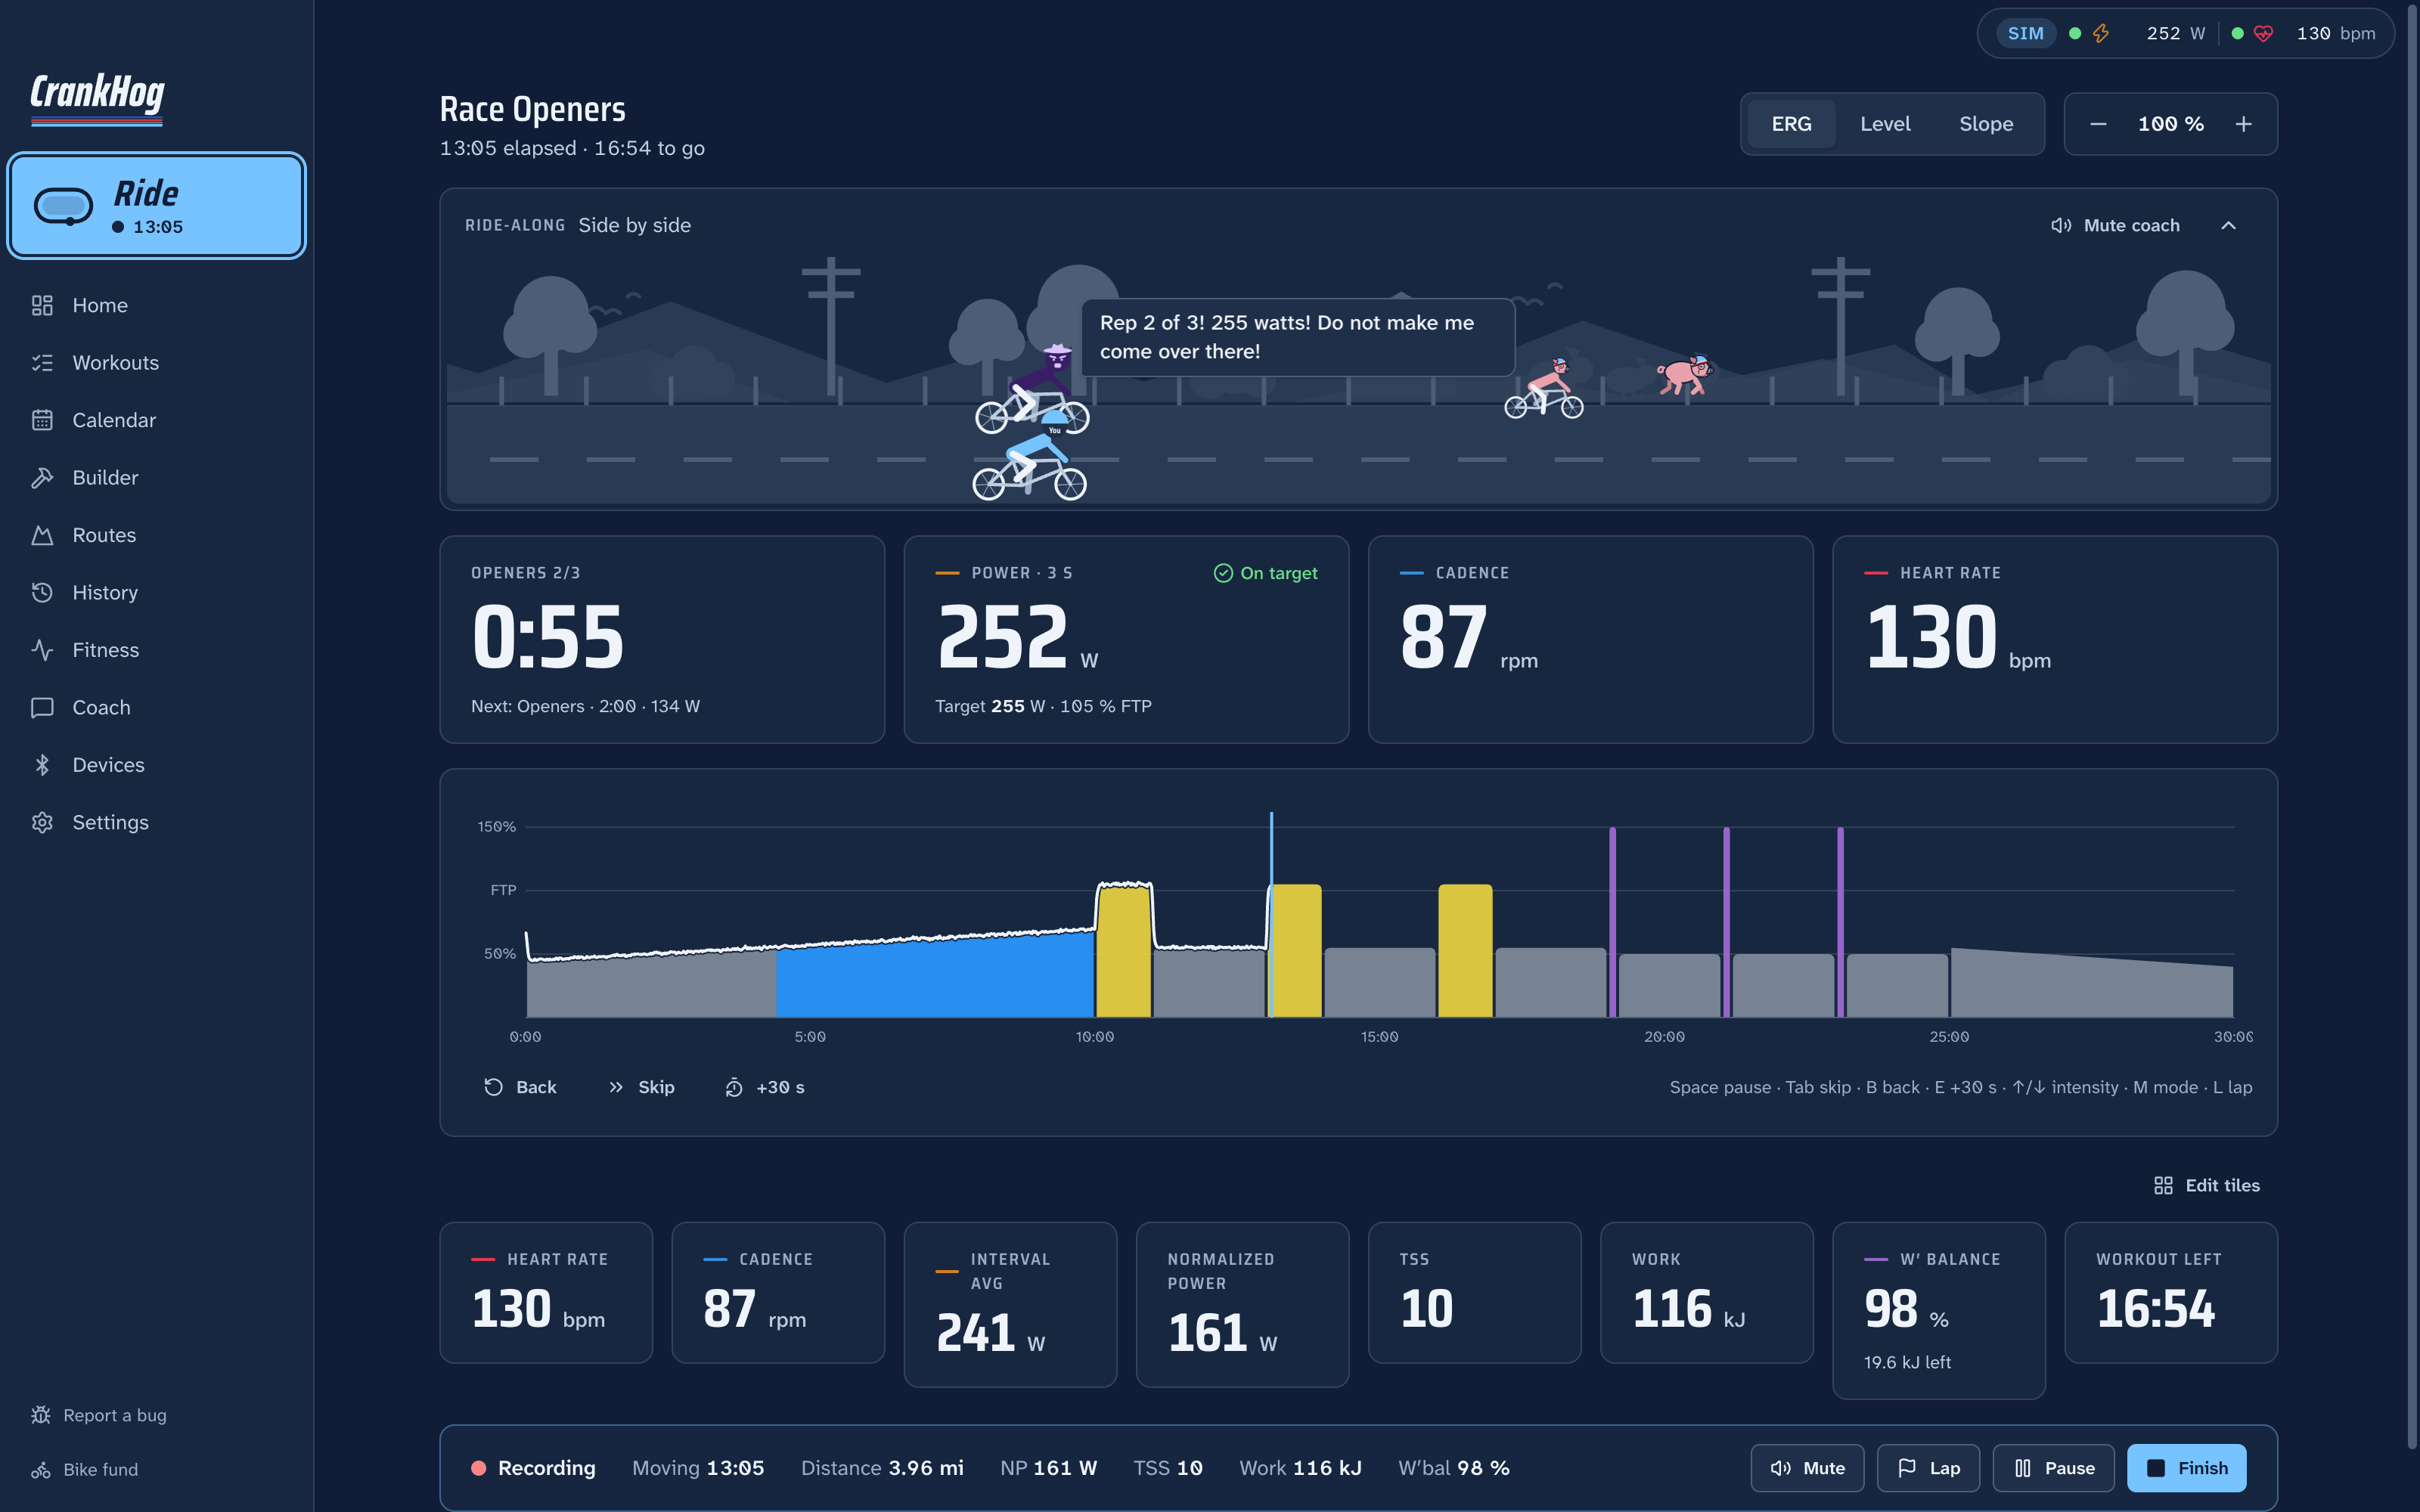 SIM 252 W 130 bpm
CrankHog
Ride
13:05
Home
Workouts
Calendar
Builder
Routes
History
Fitness
Coach
Devices
Settings
Report a bug
Bike fund
Race Openers
13:05 elapsed · 16:54 to go
ERG Level Slope
− 100 % +
RIDE-ALONG Side by side
Mute coach
Rep 2 of 3! 255 watts! Do not make me
come over there!
You
OPENERS 2/3
0:55
Next: Openers · 2:00 · 134 W
POWER · 3 S
On target
252 W
Target 255 W · 105 % FTP
CADENCE
87 rpm
HEART RATE
130 bpm
150%
FTP
50%
0:00 5:00 10:00 15:00 20:00 25:00 30:00
Back Skip +30 s
Space pause · Tab skip · B back · E +30 s · ↑/↓ intensity · M mode · L lap
Edit tiles
HEART RATE
130 bpm
CADENCE
87 rpm
INTERVAL
AVG
241 W
NORMALIZED
POWER
161 W
TSS
10
WORK
116 kJ
W′ BALANCE
98 %
19.6 kJ left
WORKOUT LEFT
16:54
Recording Moving 13:05 Distance 3.96 mi NP 161 W TSS 10 Work 116 kJ W′bal 98 %
Mute Lap Pause Finish